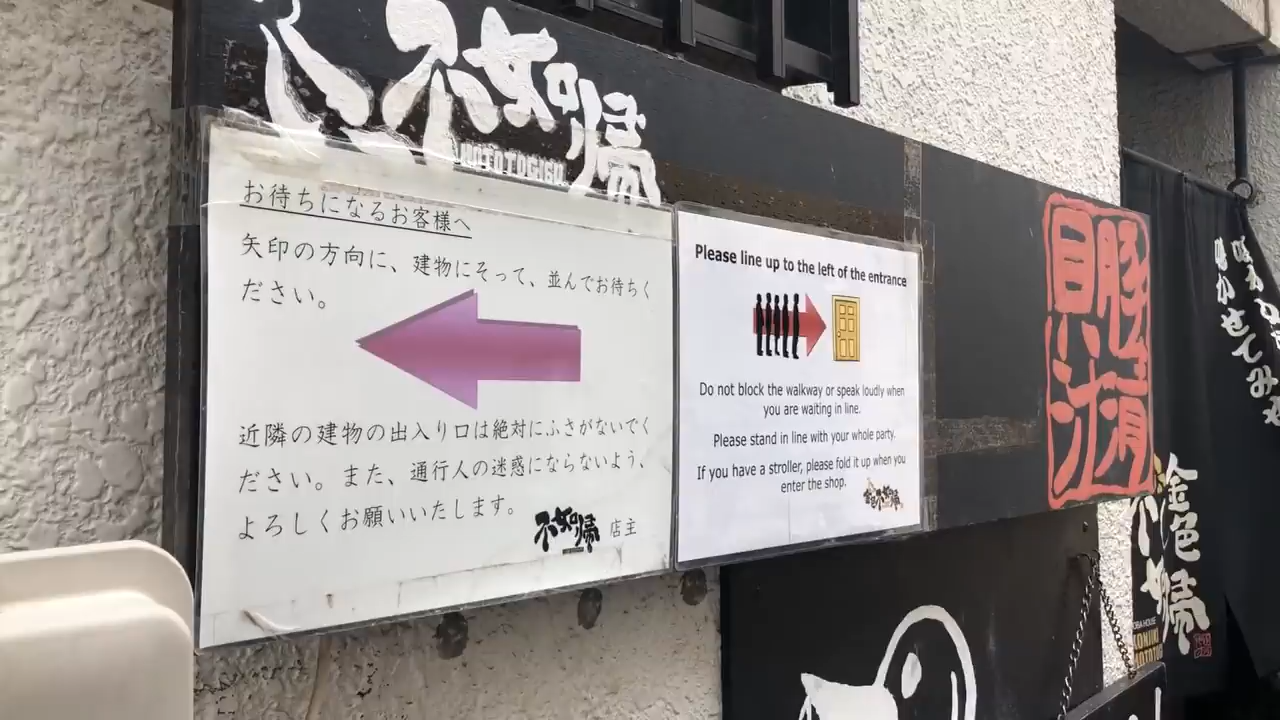 不如帰
HOTOTOGISU
お待ちになるお客様へ
矢印の方向に、建物にそって、並んでお待ちく
ださい。
近隣の建物の出入り口は絶対にふさがないでく
ださい。また、通行人の迷惑にならないよう、
よろしくお願いいたします。
不如帰 店主
Please line up to the left of the entrance
Do not block the walkway or speak loudly when
you are waiting in line.
Please stand in line with your whole party.
If you have a stroller, please fold it up when you
enter the shop.
豚清
貝汁
金色
不如帰